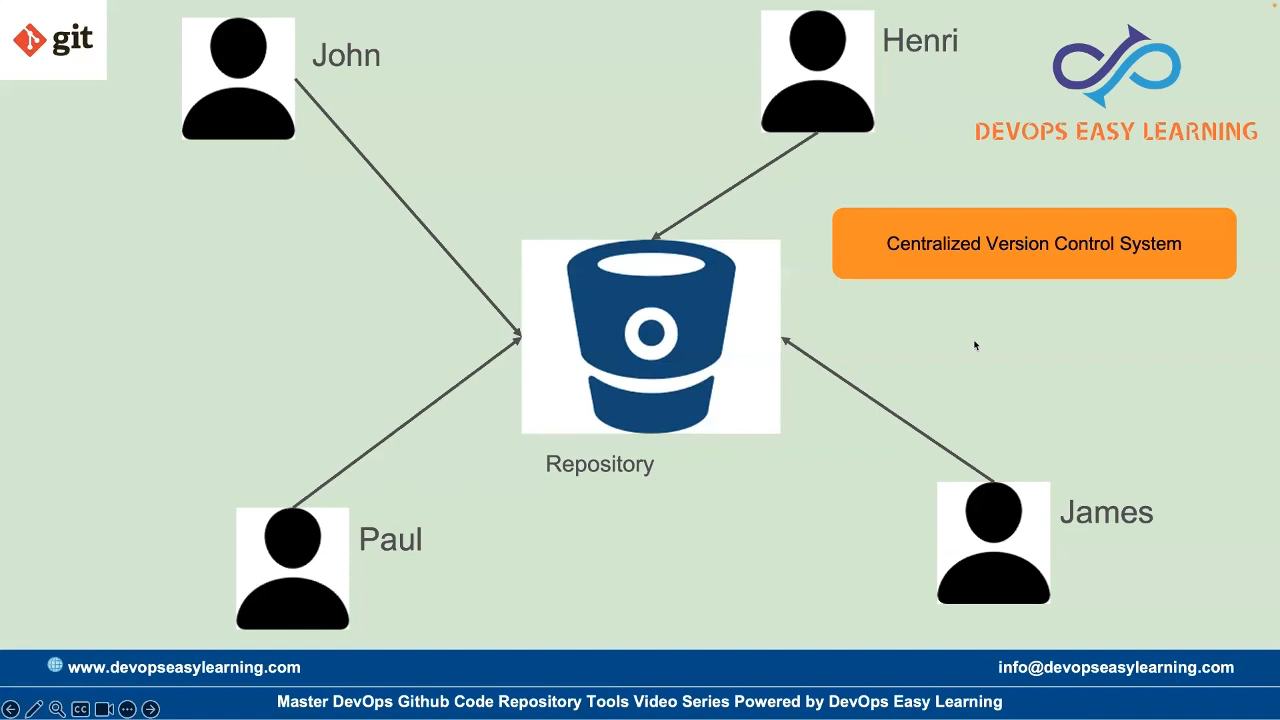 git
John
Henri
DEVOPS EASY LEARNING
Centralized Version Control System
Repository
Paul
James
www.devopseasylearning.com
info@devopseasylearning.com
Master DevOps Github Code Repository Tools Video Series Powered by DevOps Easy Learning
CC